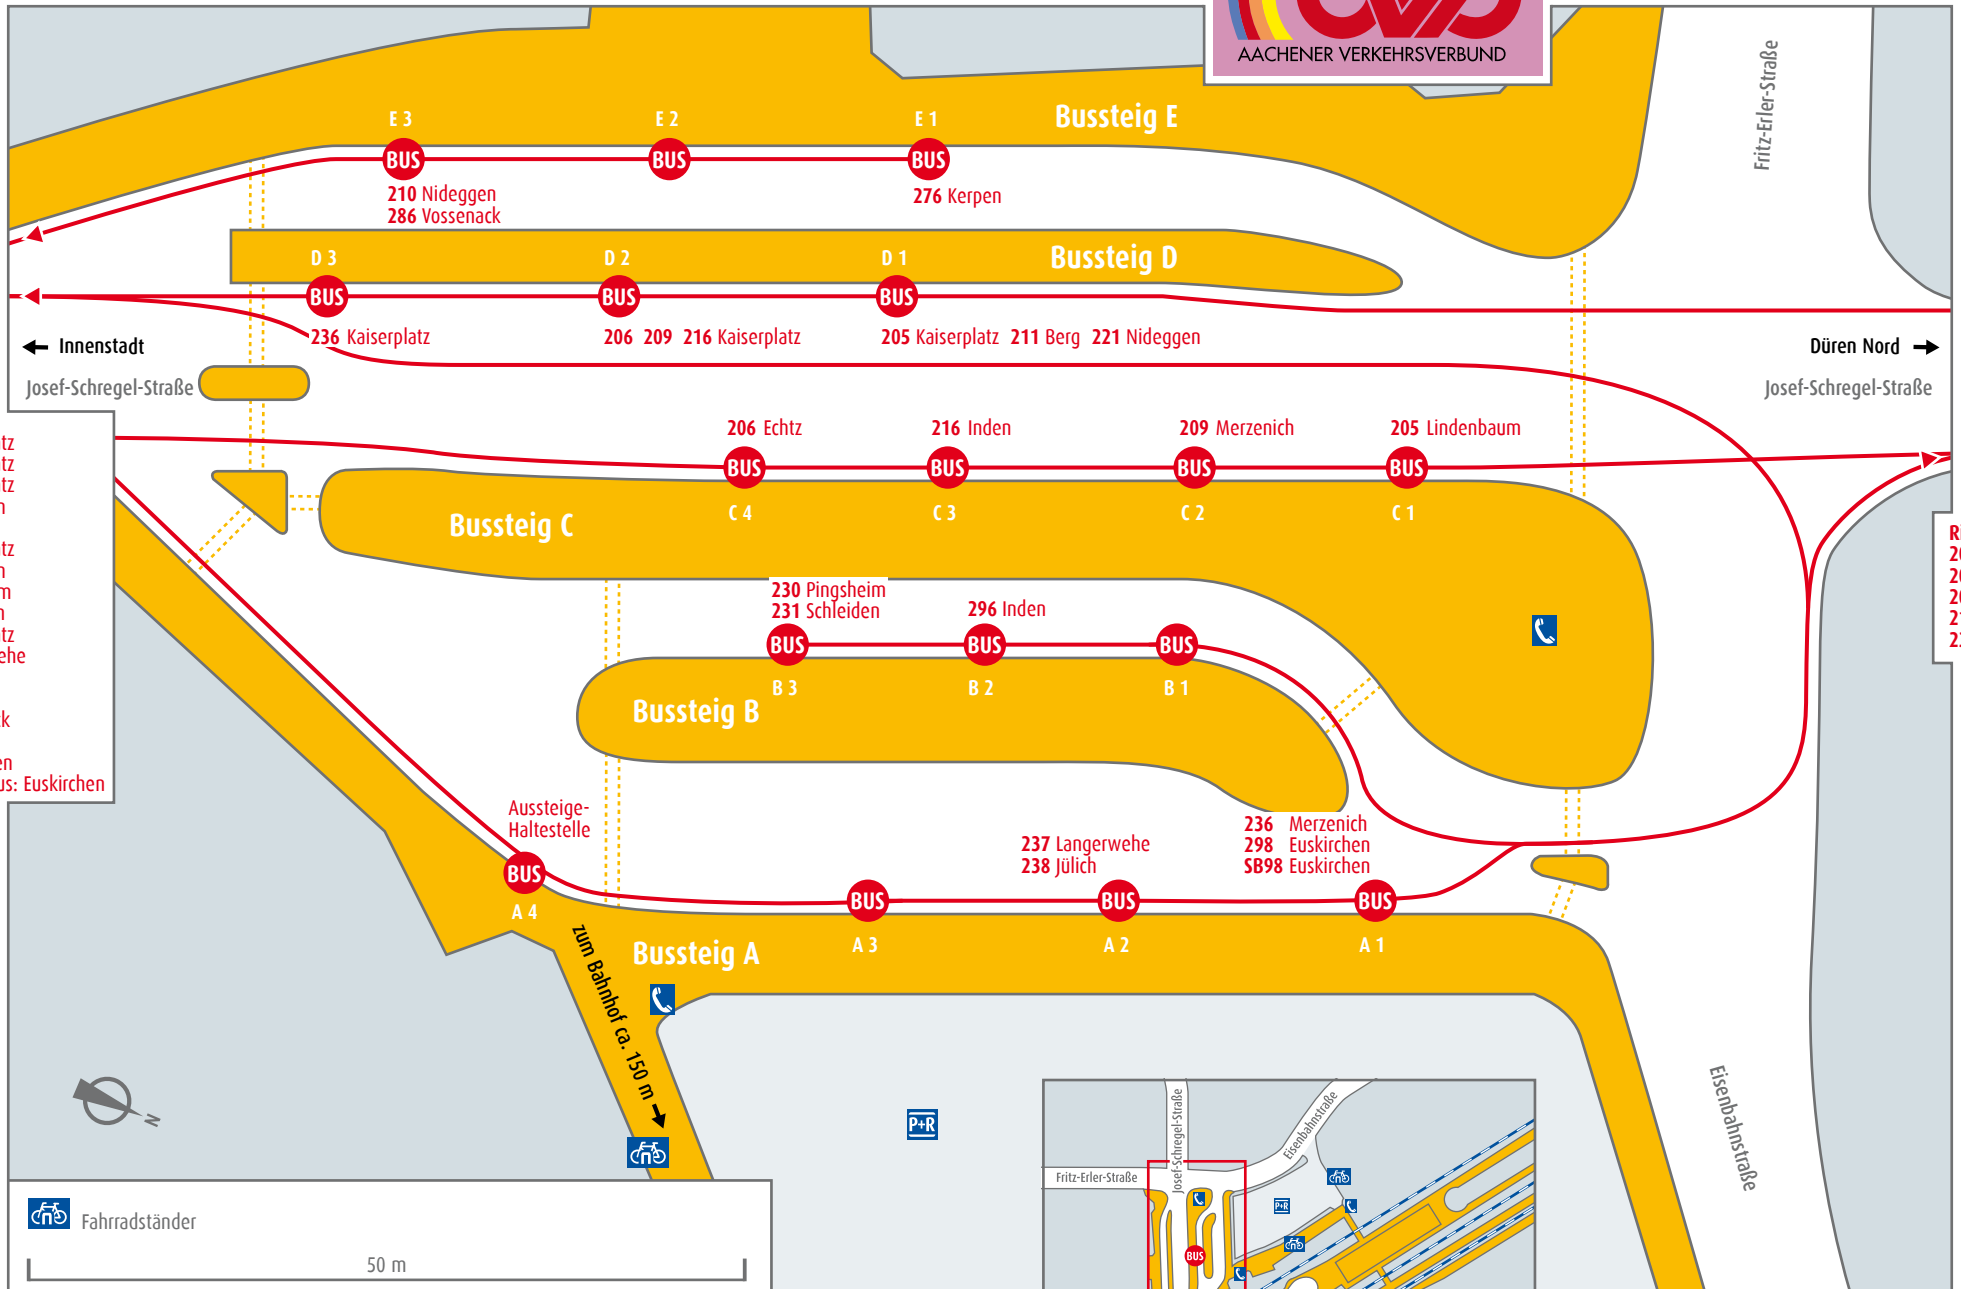 AACHENER VERKEHRSVERBUND
Fritz-Erler-Straße
Bussteig E
E 3
E 2
E 1
BUS
BUS
BUS
210 Nideggen
286 Vossenack
276 Kerpen
Bussteig D
D 3
D 2
D 1
BUS
BUS
BUS
236 Kaiserplatz
206 209 216 Kaiserplatz
205 Kaiserplatz 211 Berg 221 Nideggen
← Innenstadt
Düren Nord →
Josef-Schregel-Straße
Josef-Schregel-Straße
206 Echtz
216 Inden
209 Merzenich
205 Lindenbaum
BUS
BUS
BUS
BUS
C 4
C 3
C 2
C 1
Bussteig C
230 Pingsheim
231 Schleiden
296 Inden
BUS
BUS
BUS
B 3
B 2
B 1
Bussteig B
: Euskirchen
Aussteige-
Haltestelle
237 Langerwehe
238 Jülich
236 Merzenich
298 Euskirchen
SB98 Euskirchen
BUS
BUS
BUS
BUS
A 4
A 3
A 2
A 1
Bussteig A
zum Bahnhof ca. 150 m →
N
P+R
Eisenbahnstraße
Fahrradständer
50 m
Josef-Schregel-Straße
Eisenbahnstraße
Fritz-Erler-Straße
P+R
BUS